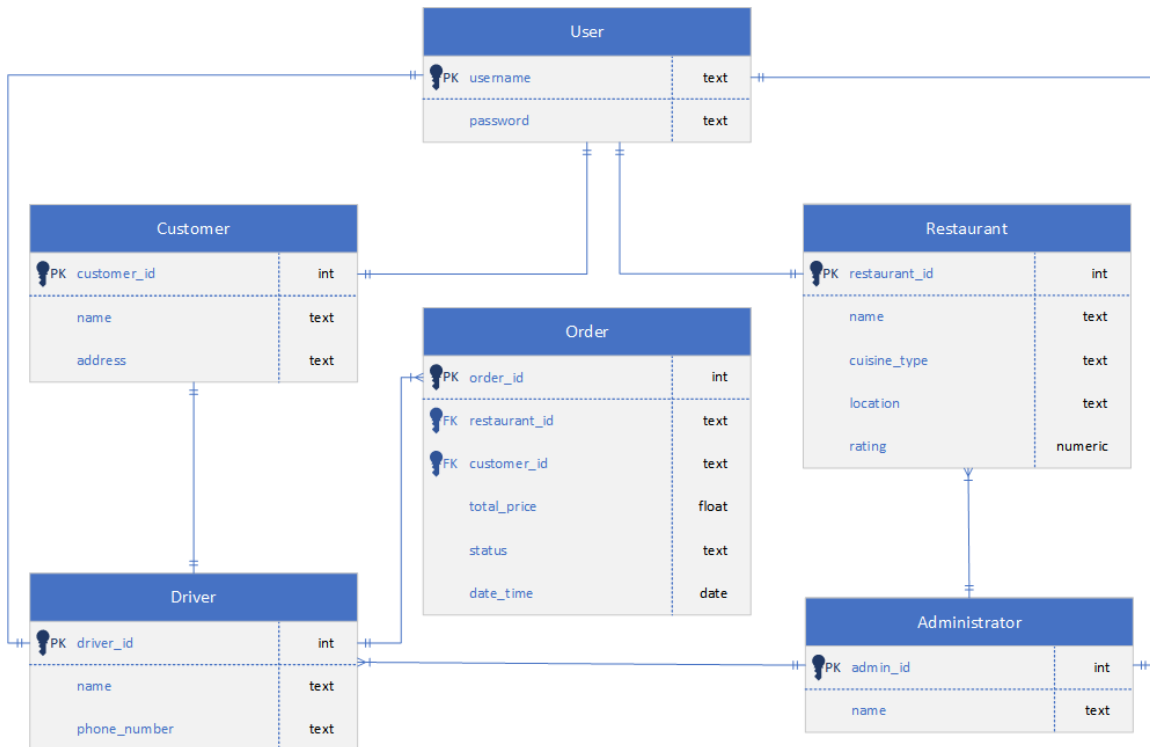 User
PK username text
password text
Customer
PK customer_id int
name text
address text
Restaurant
PK restaurant_id int
name text
cuisine_type text
location text
rating numeric
Order
PK order_id int
FK restaurant_id text
FK customer_id text
total_price float
status text
date_time date
Driver
PK driver_id int
name text
phone_number text
Administrator
PK admin_id int
name text